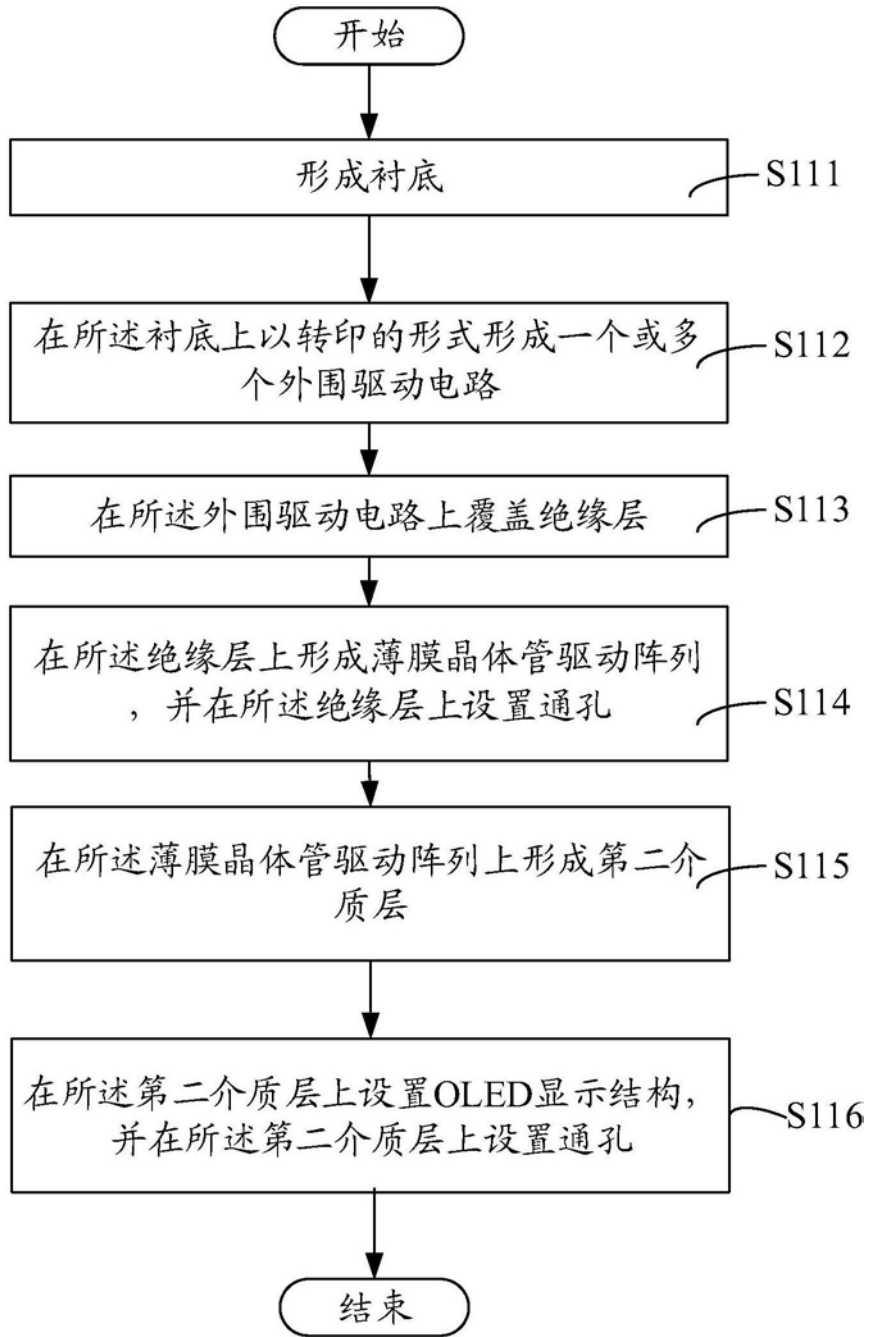 开始
形成衬底
S111
在所述衬底上以转印的形式形成一个或多
个外围驱动电路
S112
在所述外围驱动电路上覆盖绝缘层
S113
在所述绝缘层上形成薄膜晶体管驱动阵列
，并在所述绝缘层上设置通孔
S114
在所述薄膜晶体管驱动阵列上形成第二介
质层
S115
在所述第二介质层上设置OLED显示结构，
并在所述第二介质层上设置通孔
S116
结束